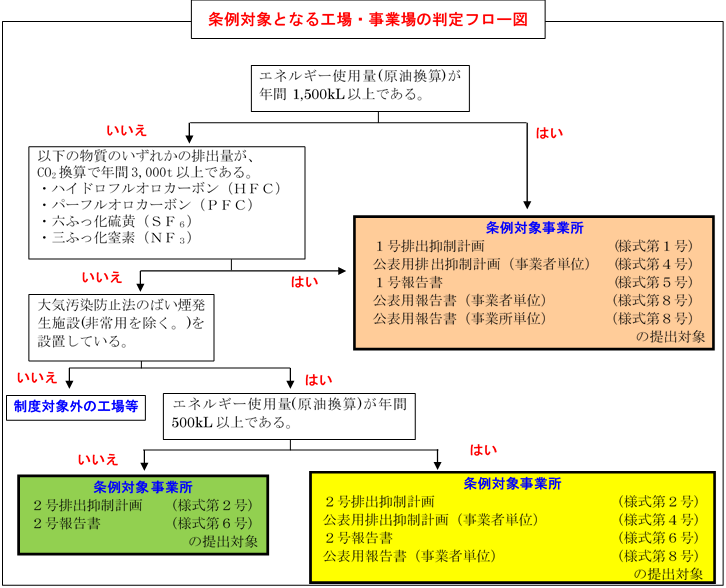 条例対象となる工場・事業場の判定フロー図
エネルギー使用量(原油換算)が
年間 1,500kL以上である。
いいえ
はい
以下の物質のいずれかの排出量が、
CO₂換算で年間3,000t以上である。
・ハイドロフルオロカーボン（ＨＦＣ）
・パーフルオロカーボン（ＰＦＣ）
・六ふっ化硫黄（ＳＦ₆）
・三ふっ化窒素（ＮＦ₃）
条例対象事業所
１号排出抑制計画 (様式第１号)
公表用排出抑制計画（事業者単位） (様式第４号)
１号報告書 (様式第５号)
公表用報告書（事業者単位） (様式第８号)
公表用報告書（事業所単位） (様式第８号)
の提出対象
いいえ
はい
大気汚染防止法のばい煙発
生施設(非常用を除く。)を
設置している。
いいえ
はい
制度対象外の工場等
エネルギー使用量(原油換算)が年間
500kL以上である。
いいえ
はい
条例対象事業所
２号排出抑制計画 (様式第２号)
２号報告書 (様式第６号)
の提出対象
条例対象事業所
２号排出抑制計画 (様式第２号)
公表用排出抑制計画（事業者単位） (様式第４号)
２号報告書 (様式第６号)
公表用報告書（事業者単位） (様式第８号)
の提出対象